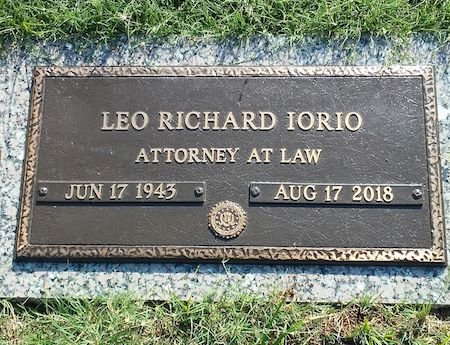 LEO RICHARD IORIO
ATTORNEY AT LAW
JUN 17 1943 AUG 17 2018